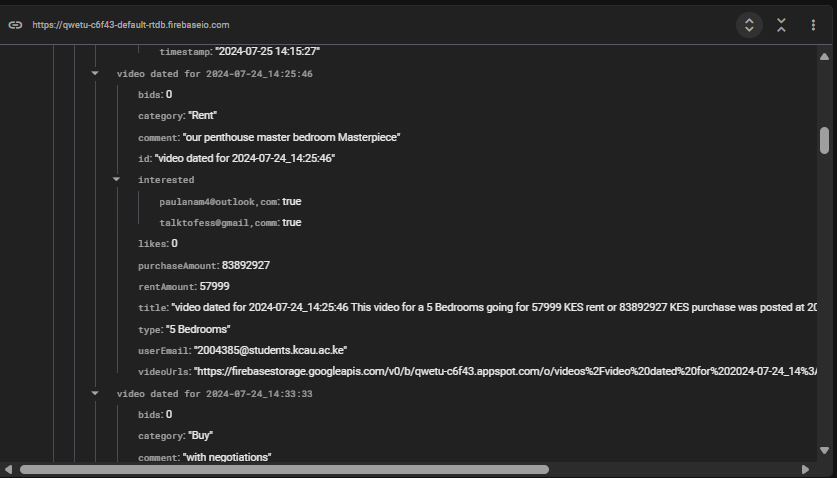 https://qwetu-c6f43-default-rtdb.firebaseio.com
timestamp: "2024-07-25 14:15:27"
video dated for 2024-07-24_14:25:46
bids: 0
category: "Rent"
comment: "our penthouse master bedroom Masterpiece"
id: "video dated for 2024-07-24_14:25:46"
interested
paulanam4@outlook,com: true
talktofess@gmail,comm: true
likes: 0
purchaseAmount: 83892927
rentAmount: 57999
title: "video dated for 2024-07-24_14:25:46 This video for a 5 Bedrooms going for 57999 KES rent or 83892927 KES purchase was posted at 20
type: "5 Bedrooms"
userEmail: "2004385@students.kcau.ac.ke"
videoUrls: "https://firebasestorage.googleapis.com/v0/b/qwetu-c6f43.appspot.com/o/videos%2Fvideo%20dated%20for%202024-07-24_14%3A
video dated for 2024-07-24_14:33:33
bids: 0
category: "Buy"
comment: "with negotiations"